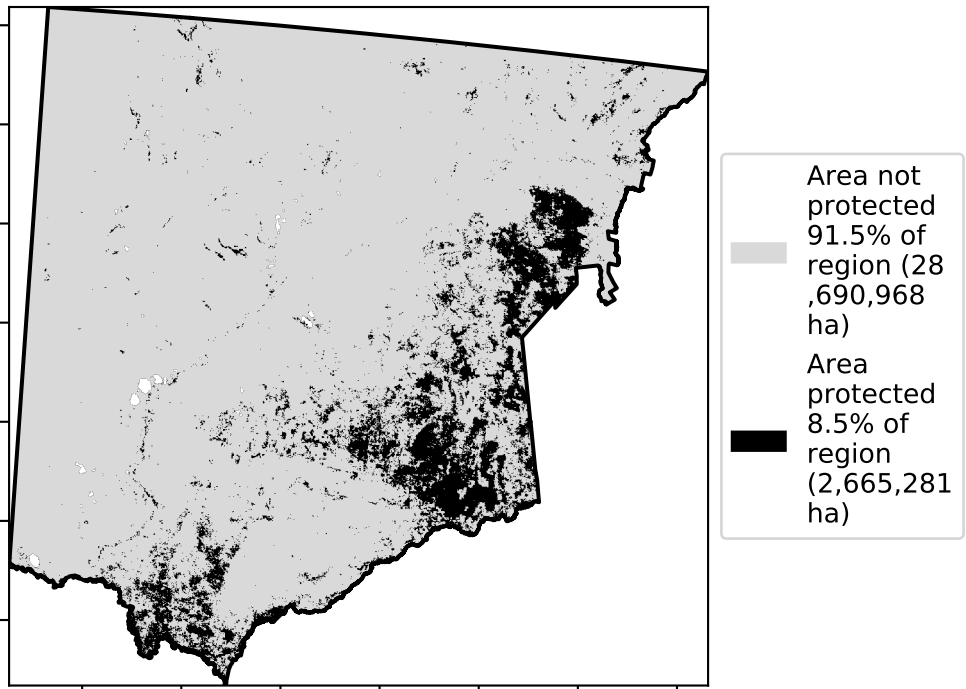 Area not
protected
91.5% of
region (28
,690,968
ha)
Area
protected
8.5% of
region
(2,665,281
ha)